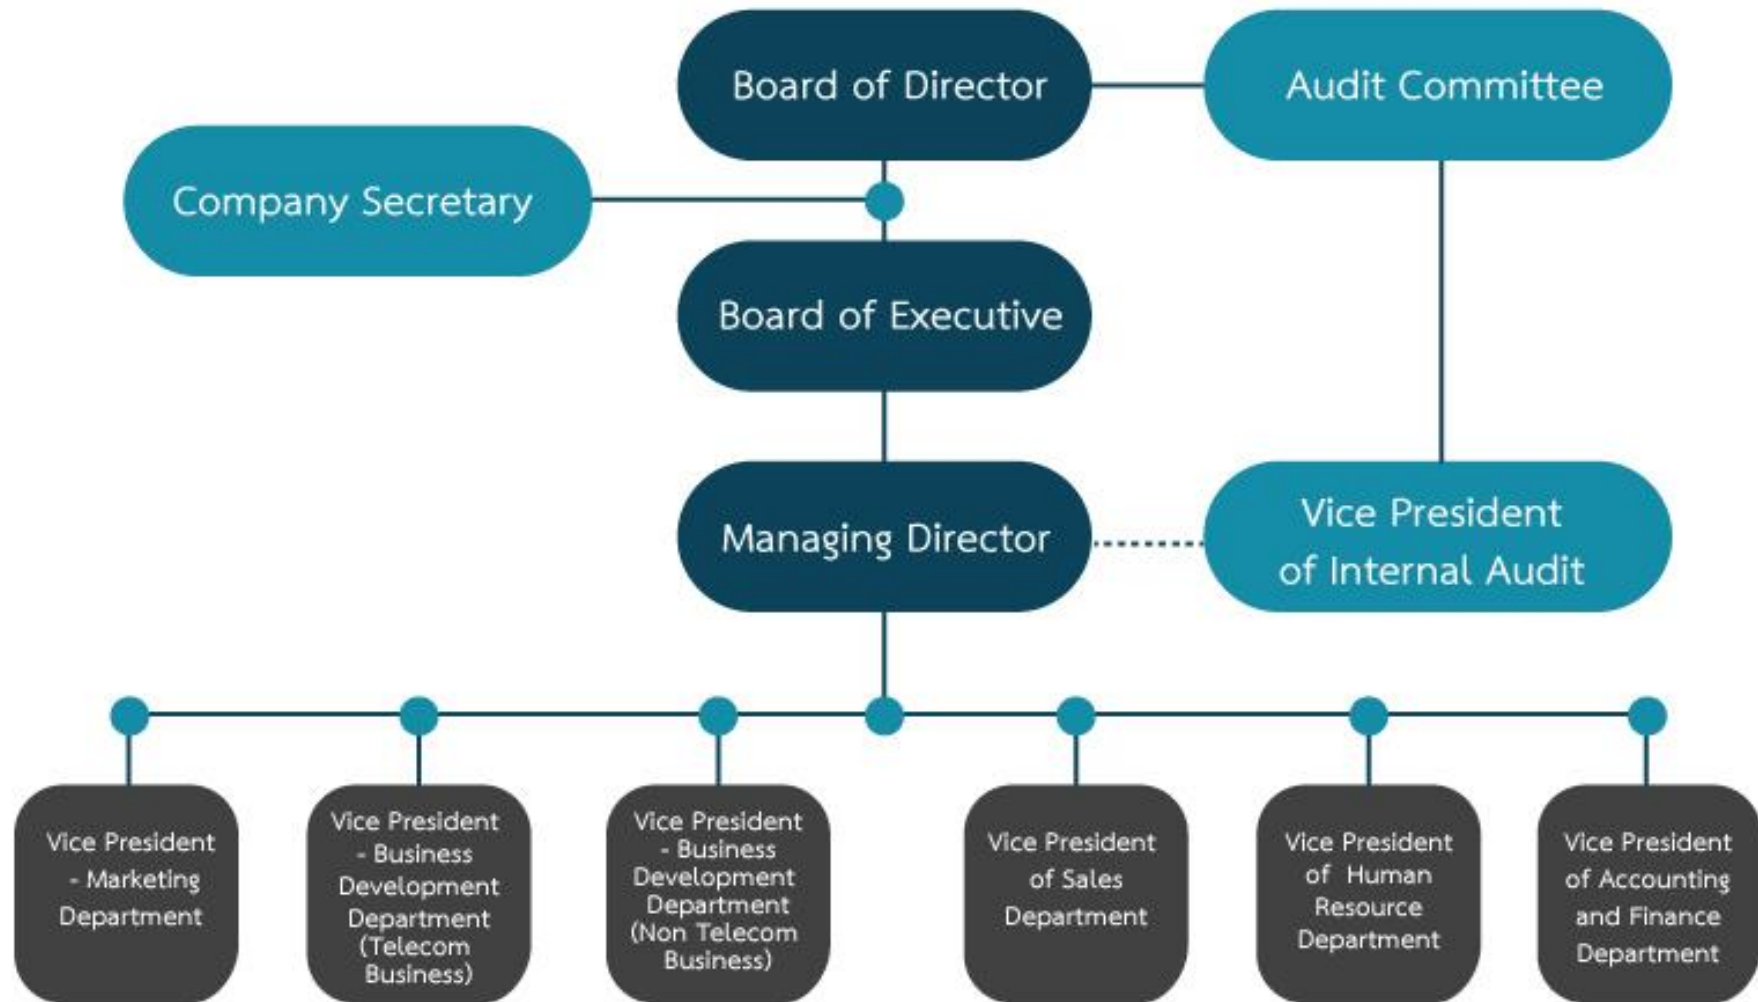 Board of Director
Audit Committee
Company Secretary
Board of Executive
Managing Director
Vice President
of Internal Audit
Vice President
- Marketing
Department
Vice President
- Business
Development
Department
(Telecom
Business)
Vice President
- Business
Development
Department
(Non Telecom
Business)
Vice President
of Sales
Department
Vice President
of Human
Resource
Department
Vice President
of Accounting
and Finance
Department